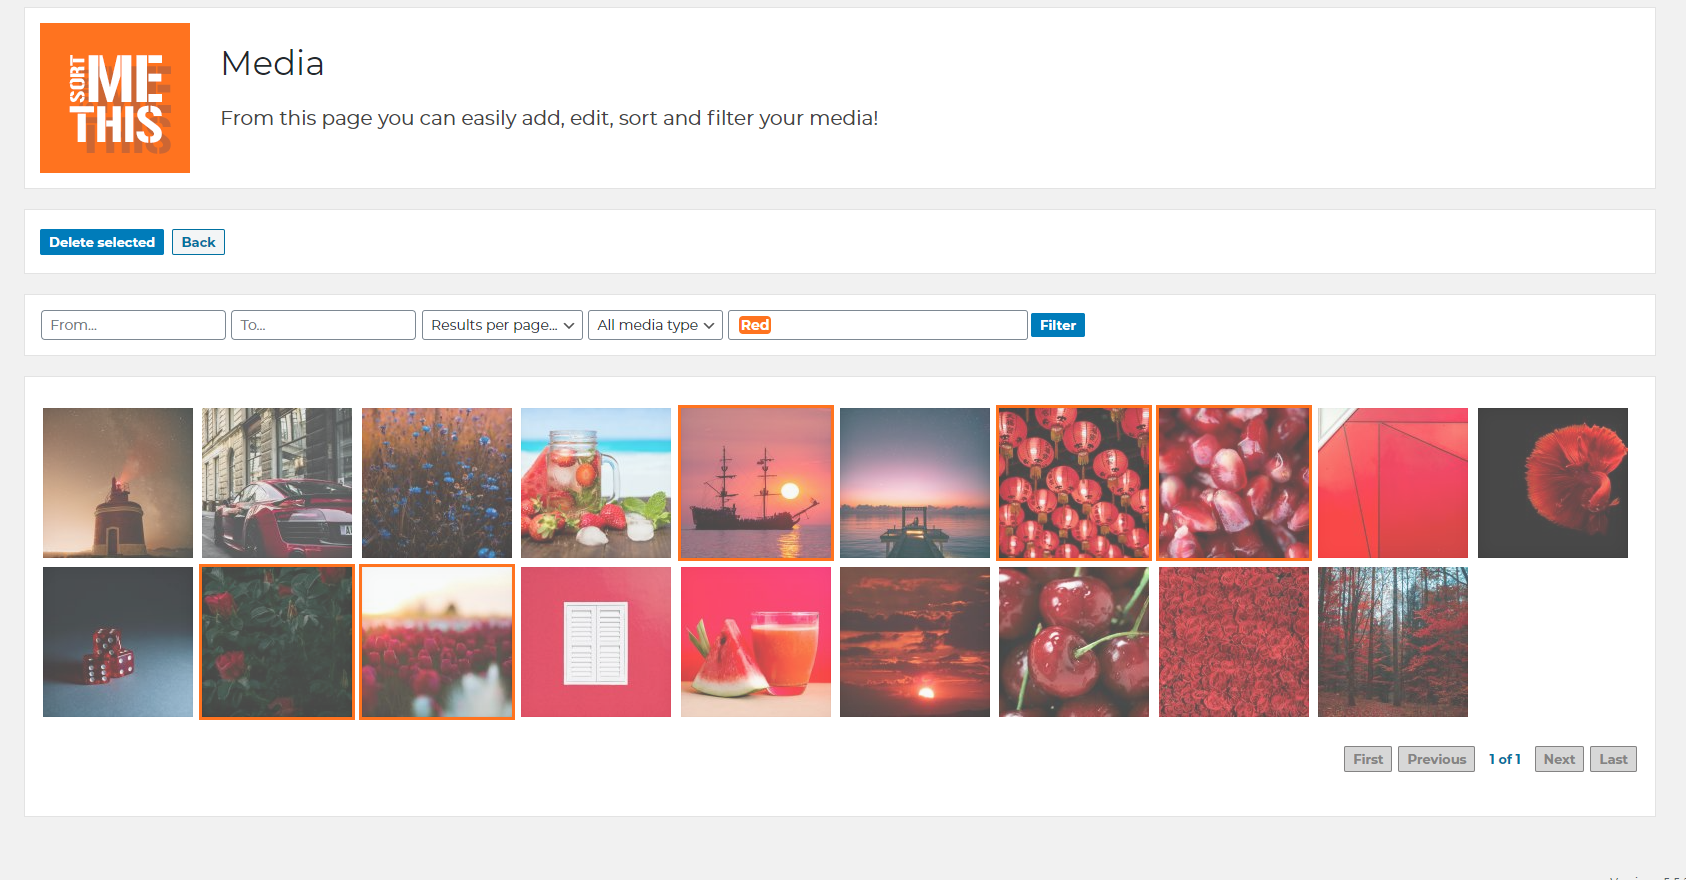 SORT
ME
THIS
Media
From this page you can easily add, edit, sort and filter your media!
Delete selected
Back
From...
To...
Results per page...
All media type
Red
Filter
First
Previous
1 of 1
Next
Last